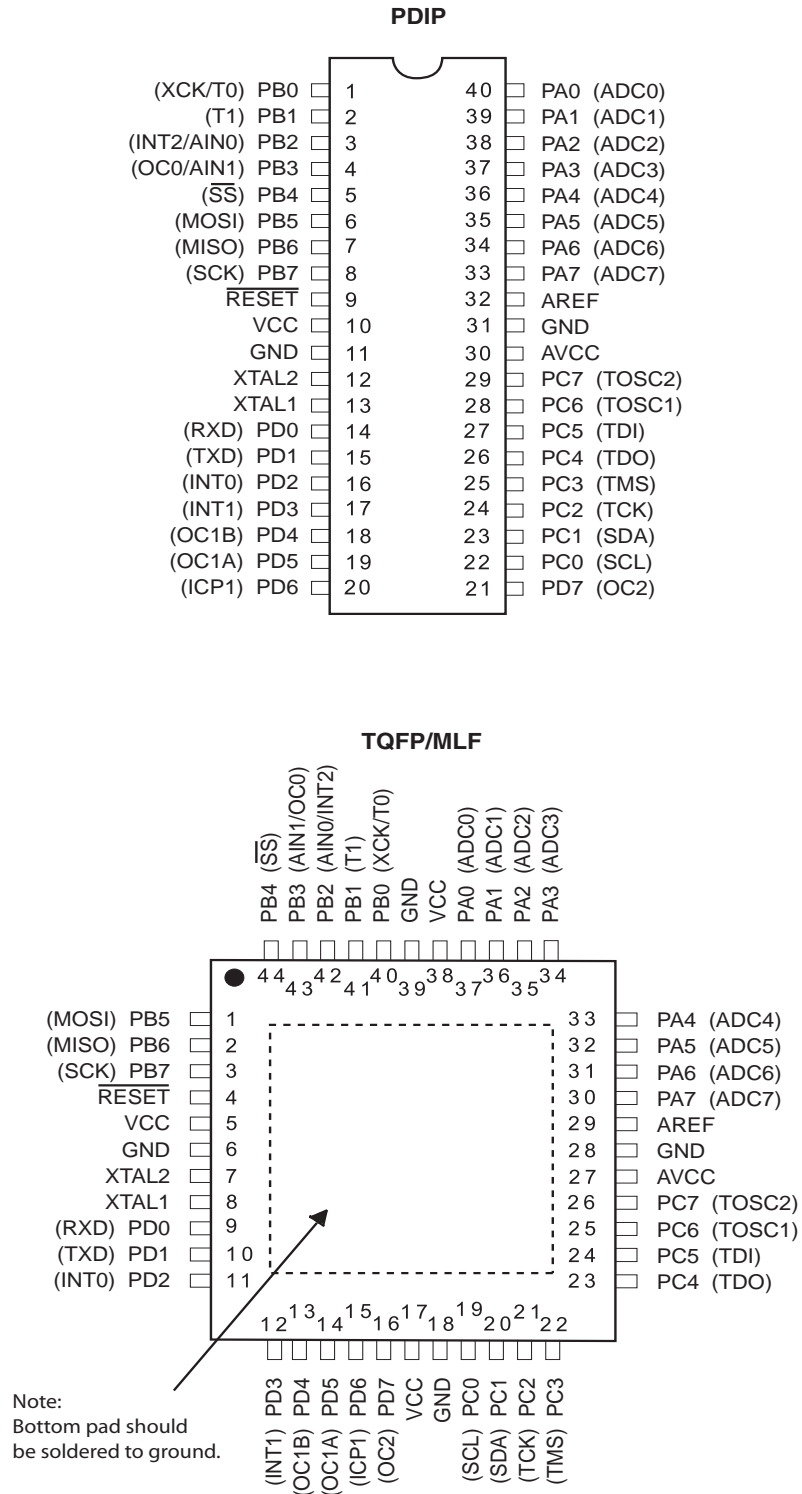 PDIP
(XCK/T0) PB0 1 40 PA0 (ADC0)
(T1) PB1 2 39 PA1 (ADC1)
(INT2/AIN0) PB2 3 38 PA2 (ADC2)
(OC0/AIN1) PB3 4 37 PA3 (ADC3)
(S̅S̅) PB4 5 36 PA4 (ADC4)
(MOSI) PB5 6 35 PA5 (ADC5)
(MISO) PB6 7 34 PA6 (ADC6)
(SCK) PB7 8 33 PA7 (ADC7)
R̅E̅S̅E̅T̅ 9 32 AREF
VCC 10 31 GND
GND 11 30 AVCC
XTAL2 12 29 PC7 (TOSC2)
XTAL1 13 28 PC6 (TOSC1)
(RXD) PD0 14 27 PC5 (TDI)
(TXD) PD1 15 26 PC4 (TDO)
(INT0) PD2 16 25 PC3 (TMS)
(INT1) PD3 17 24 PC2 (TCK)
(OC1B) PD4 18 23 PC1 (SDA)
(OC1A) PD5 19 22 PC0 (SCL)
(ICP1) PD6 20 21 PD7 (OC2)
TQFP/MLF
PB4 (S̅S̅)
PB3 (AIN1/OC0)
PB2 (AIN0/INT2)
PB1 (T1)
PB0 (XCK/T0)
GND
VCC
PA0 (ADC0)
PA1 (ADC1)
PA2 (ADC2)
PA3 (ADC3)
44 43 42 41 40 39 38 37 36 35 34
(MOSI) PB5 1 33 PA4 (ADC4)
(MISO) PB6 2 32 PA5 (ADC5)
(SCK) PB7 3 31 PA6 (ADC6)
R̅E̅S̅E̅T̅ 4 30 PA7 (ADC7)
VCC 5 29 AREF
GND 6 28 GND
XTAL2 7 27 AVCC
XTAL1 8 26 PC7 (TOSC2)
(RXD) PD0 9 25 PC6 (TOSC1)
(TXD) PD1 10 24 PC5 (TDI)
(INT0) PD2 11 23 PC4 (TDO)
12 13 14 15 16 17 18 19 20 21 22
(INT1) PD3
(OC1B) PD4
(OC1A) PD5
(ICP1) PD6
(OC2) PD7
VCC
GND
(SCL) PC0
(SDA) PC1
(TCK) PC2
(TMS) PC3
Note:
Bottom pad should
be soldered to ground.